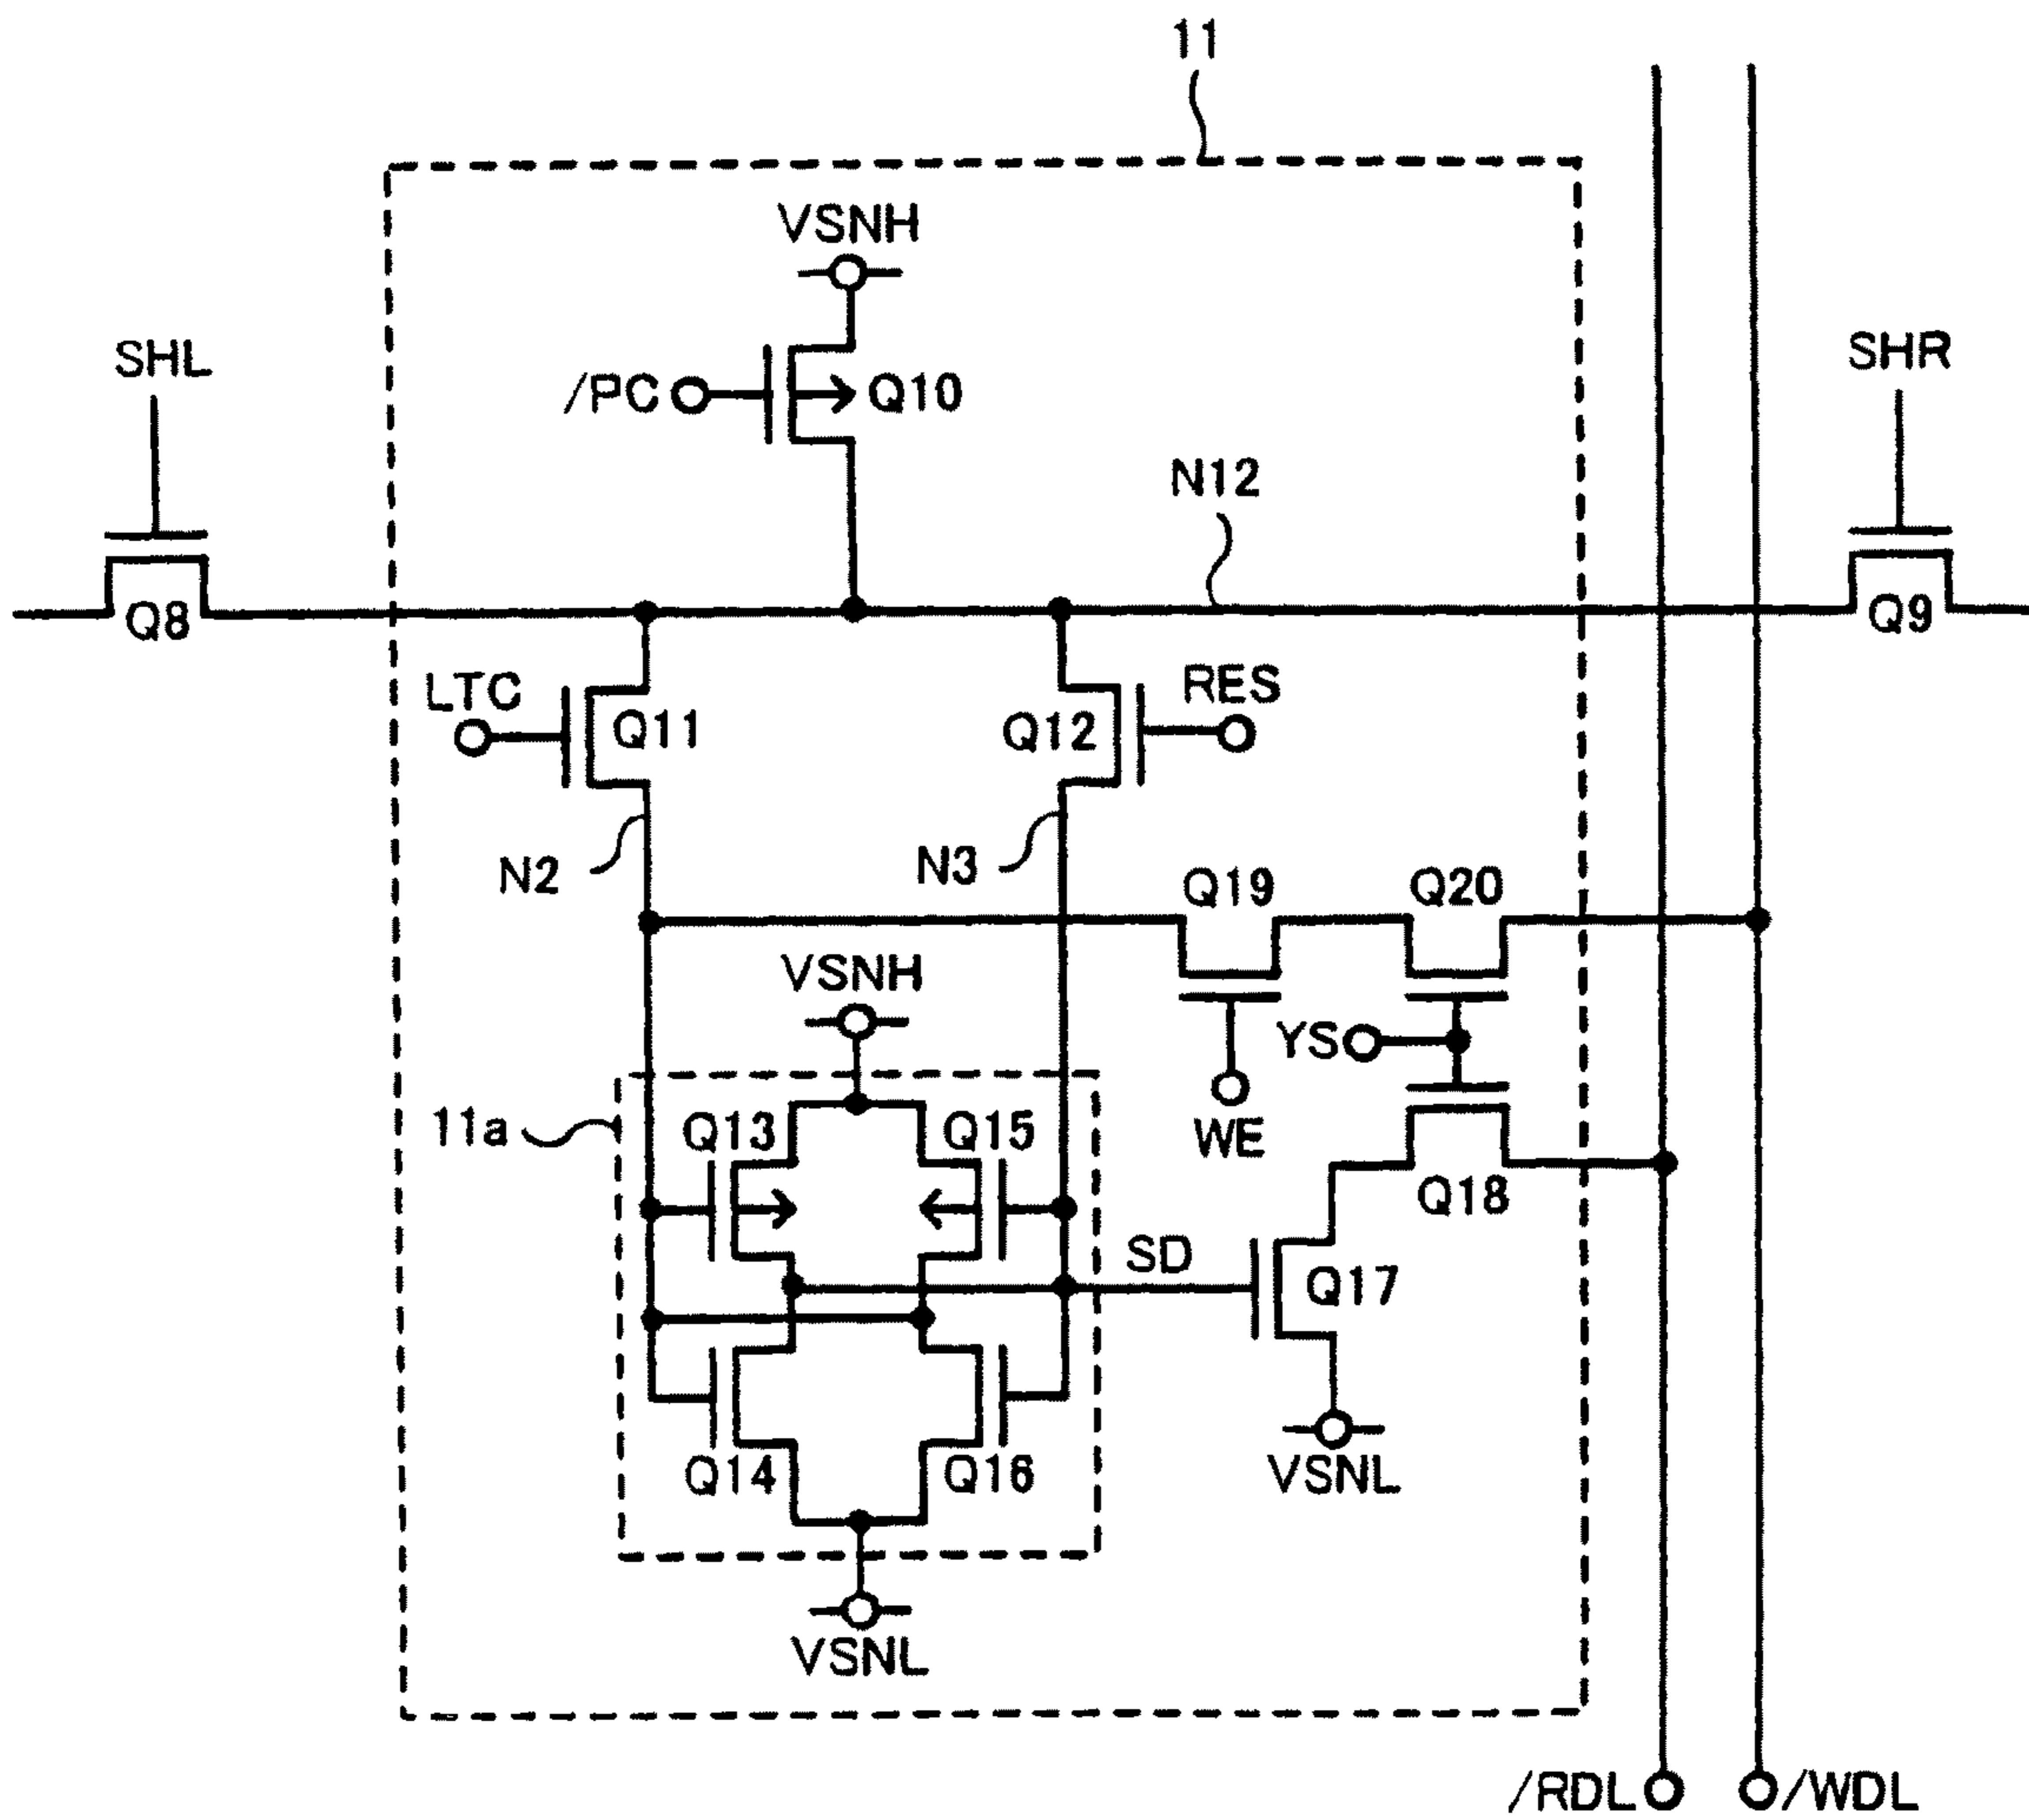 11
VSNH
SHL
SHR
/PC
Q10
N12
Q8
Q9
LTC
Q11
Q12
RES
N2
N3
Q19
Q20
VSNH
YS
11a
Q13
Q15
WE
Q18
SD
Q17
Q14
Q16
VSNL
VSNL
/RDL
/WDL